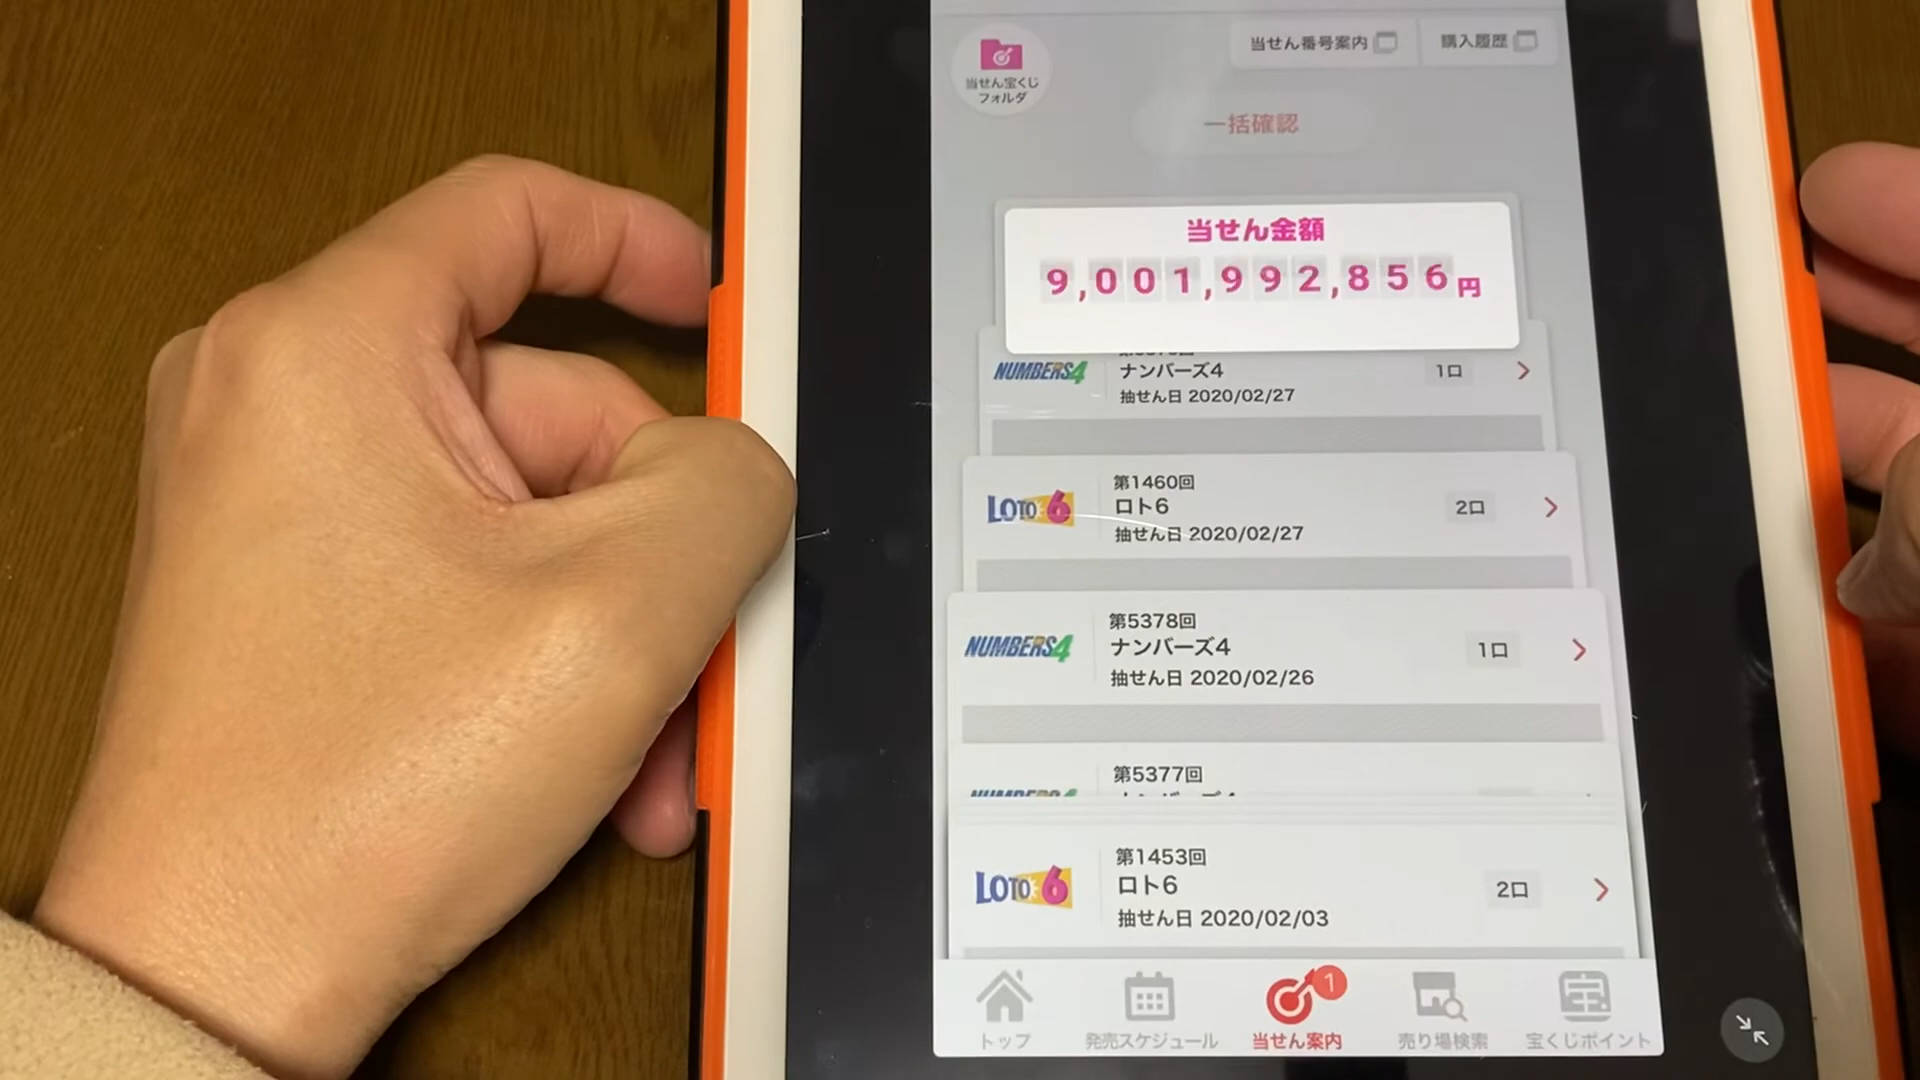 当せん宝くじ
フォルダ
当せん番号案内
購入履歴
一括確認
当せん金額
9,001,992,856円
NUMBERS4
ナンバーズ4
抽せん日 2020/02/27
1口
LOTO 6
第1460回
ロト6
抽せん日 2020/02/27
2口
NUMBERS4
第5378回
ナンバーズ4
抽せん日 2020/02/26
1口
第5377回
LOTO 6
第1453回
ロト6
抽せん日 2020/02/03
2口
1
トップ
発売スケジュール
当せん案内
売り場検索
宝くじポイント